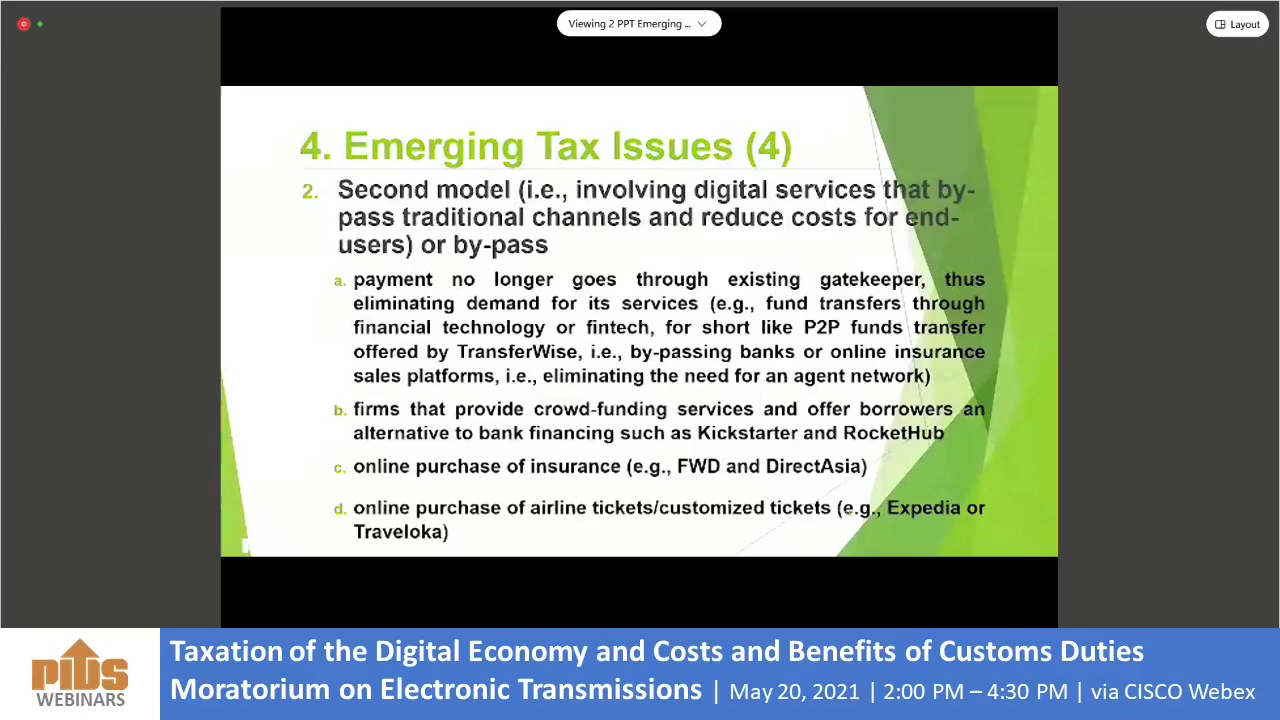 Viewing 2 PPT Emerging ...
Layout
4. Emerging Tax Issues (4)
2. Second model (i.e., involving digital services that by-
pass traditional channels and reduce costs for end-
users) or by-pass
a. payment no longer goes through existing gatekeeper, thus
eliminating demand for its services (e.g., fund transfers through
financial technology or fintech, for short like P2P funds transfer
offered by TransferWise, i.e., by-passing banks or online insurance
sales platforms, i.e., eliminating the need for an agent network)
b. firms that provide crowd-funding services and offer borrowers an
alternative to bank financing such as Kickstarter and RocketHub
c. online purchase of insurance (e.g., FWD and DirectAsia)
d. online purchase of airline tickets/customized tickets (e.g., Expedia or
Traveloka)
PIDS
WEBINARS
Taxation of the Digital Economy and Costs and Benefits of Customs Duties
Moratorium on Electronic Transmissions | May 20, 2021 | 2:00 PM – 4:30 PM | via CISCO Webex